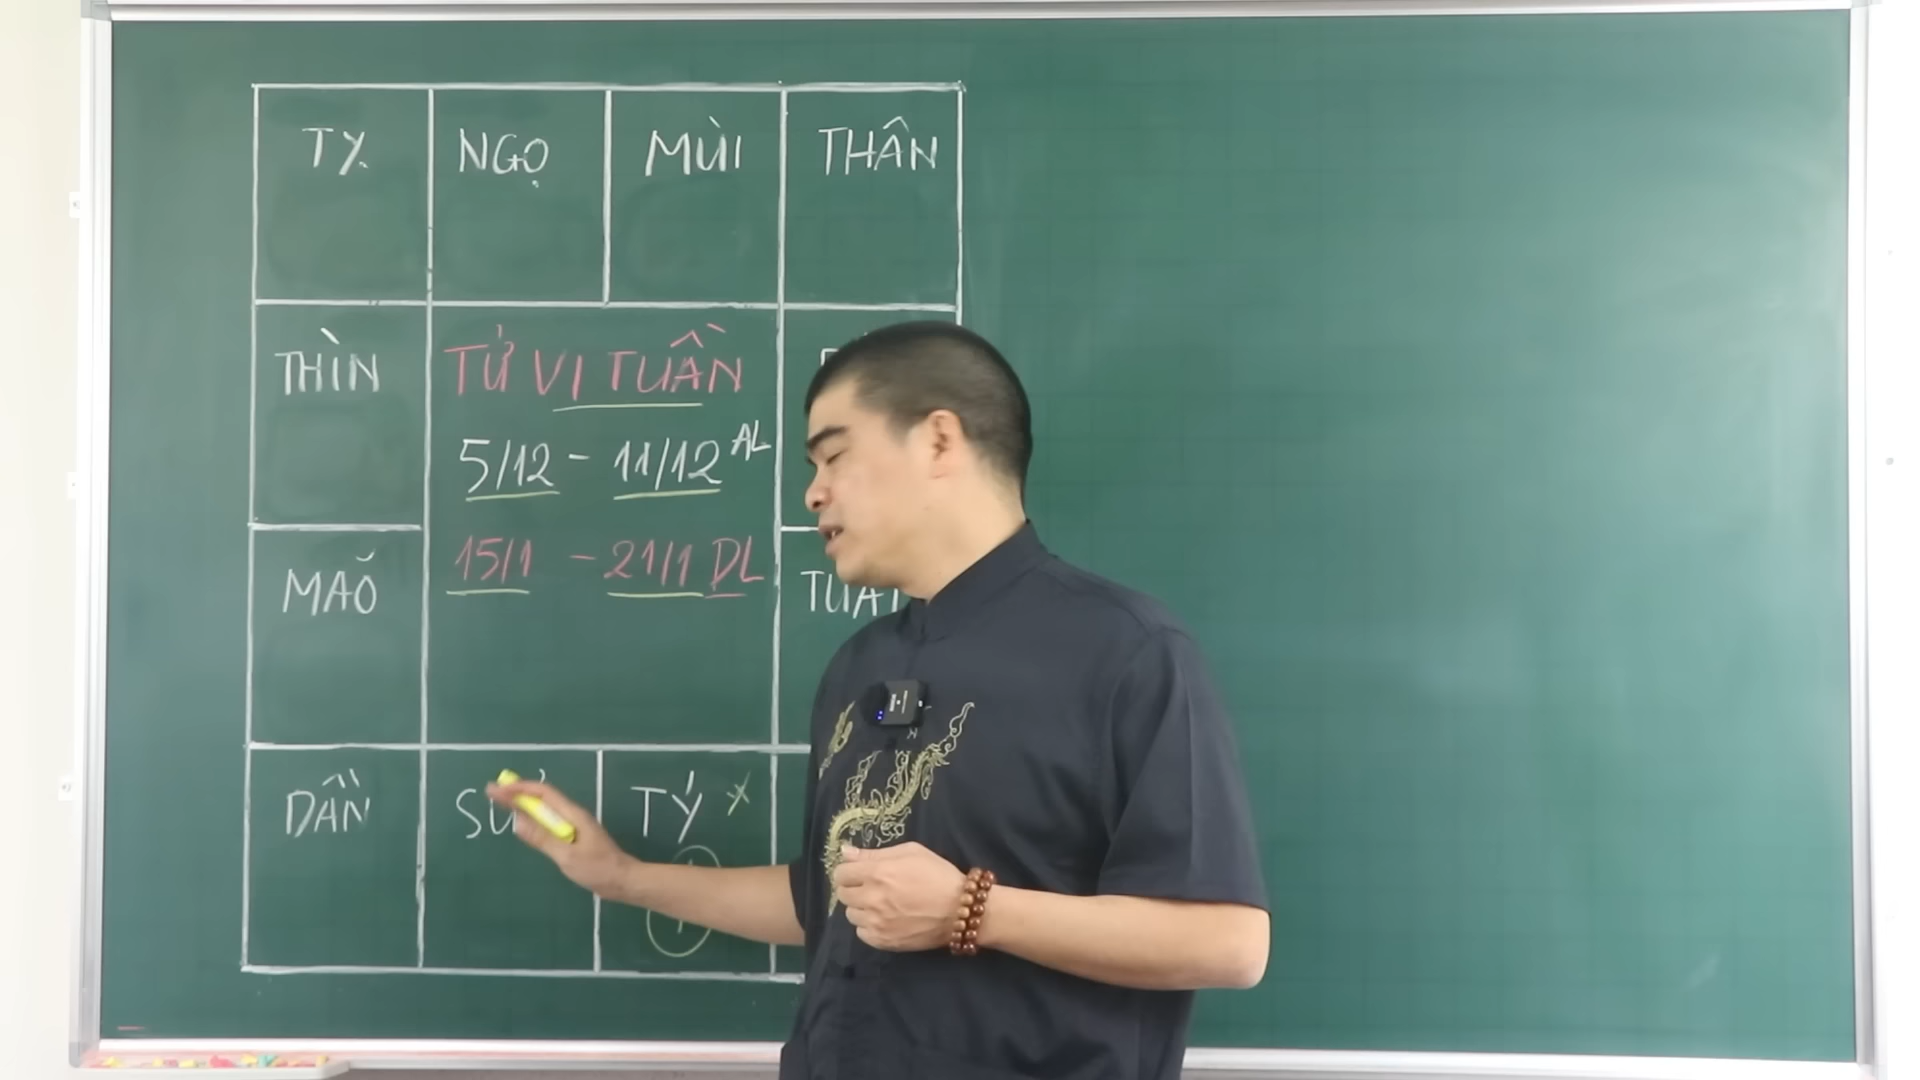 TỴ NGỌ MÙI THÂN
THÌN
TỬ VI TUẦN
5/12 - 11/12 AL
15/1 - 21/1 DL
MAỖ
DẦN TÝ